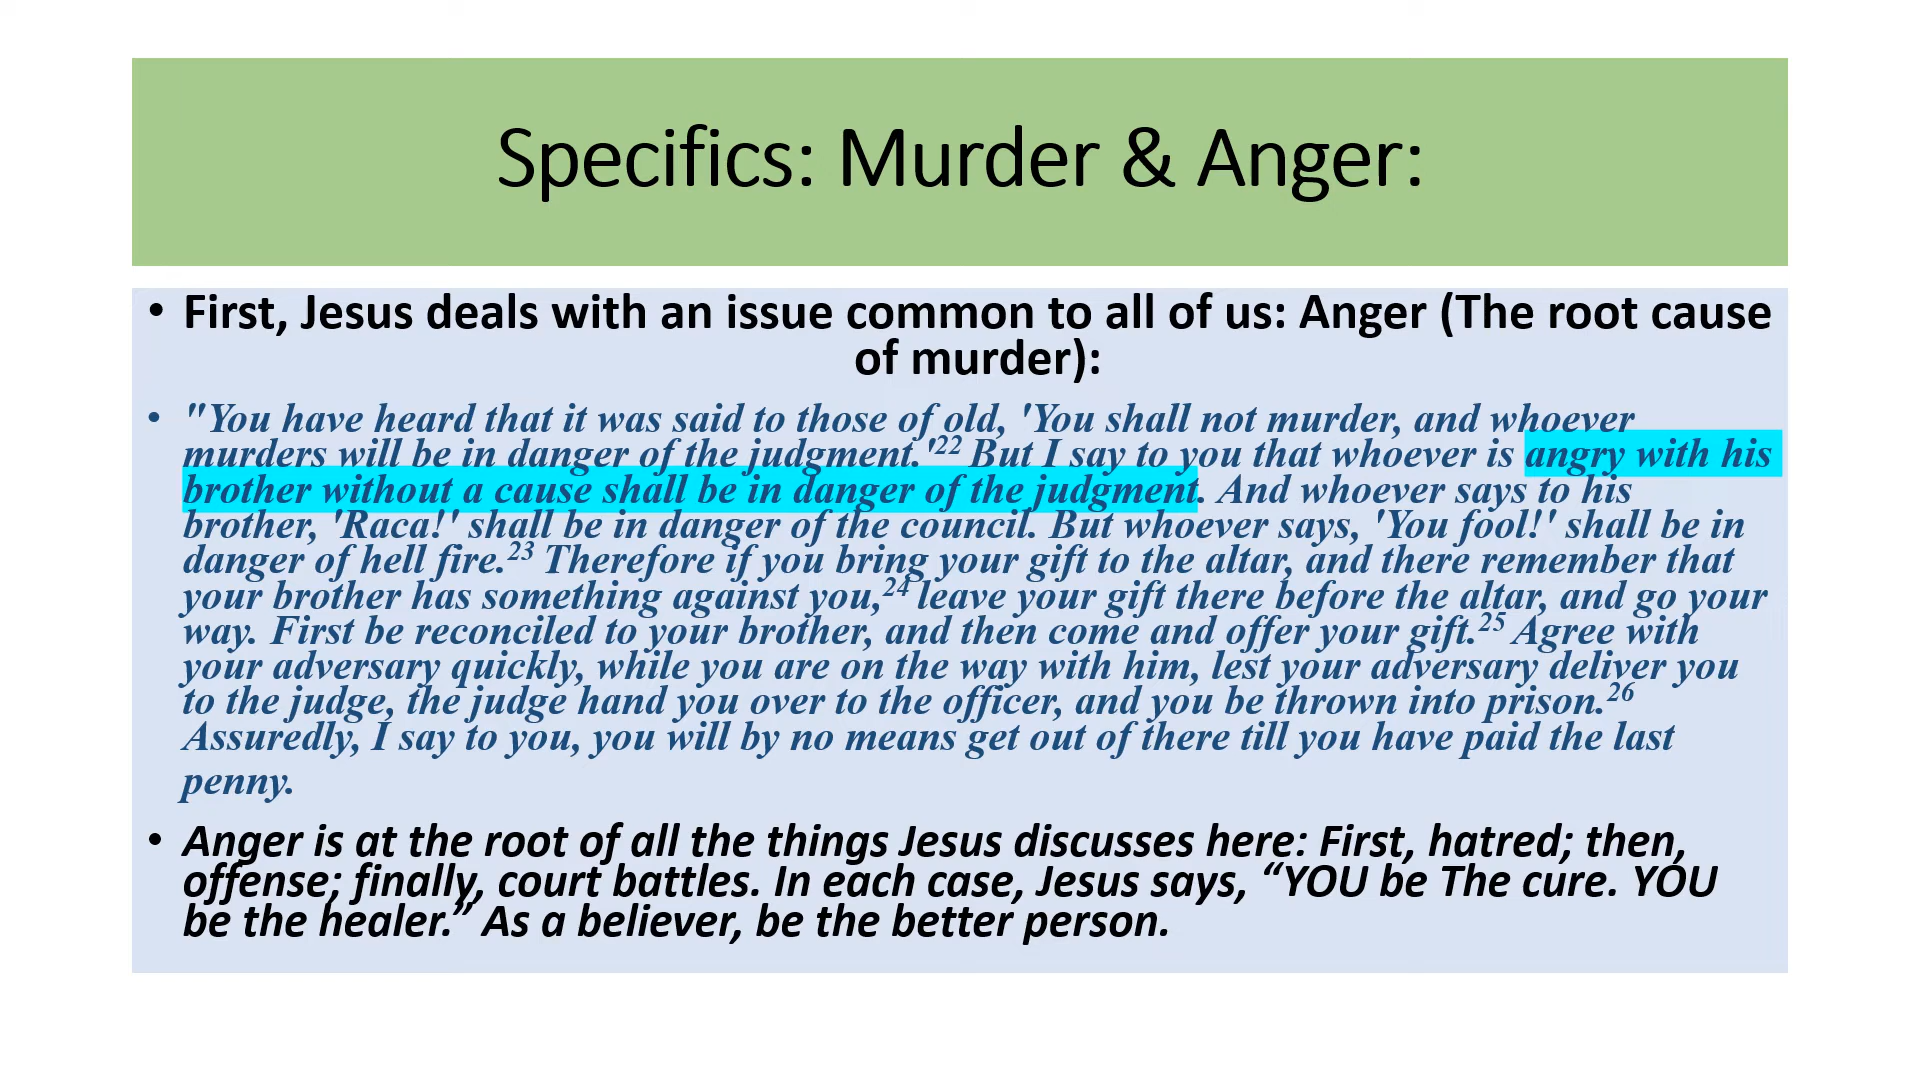 Specifics: Murder & Anger:
• First, Jesus deals with an issue common to all of us: Anger (The root cause
of murder):
• "You have heard that it was said to those of old, 'You shall not murder, and whoever
murders will be in danger of the judgment.'22 But I say to you that whoever is angry with his
brother without a cause shall be in danger of the judgment. And whoever says to his
brother, 'Raca!' shall be in danger of the council. But whoever says, 'You fool!' shall be in
danger of hell fire.23 Therefore if you bring your gift to the altar, and there remember that
your brother has something against you,24 leave your gift there before the altar, and go your
way. First be reconciled to your brother, and then come and offer your gift.25 Agree with
your adversary quickly, while you are on the way with him, lest your adversary deliver you
to the judge, the judge hand you over to the officer, and you be thrown into prison.26
Assuredly, I say to you, you will by no means get out of there till you have paid the last
penny.
• Anger is at the root of all the things Jesus discusses here: First, hatred; then,
offense; finally, court battles. In each case, Jesus says, “YOU be The cure. YOU
be the healer.” As a believer, be the better person.